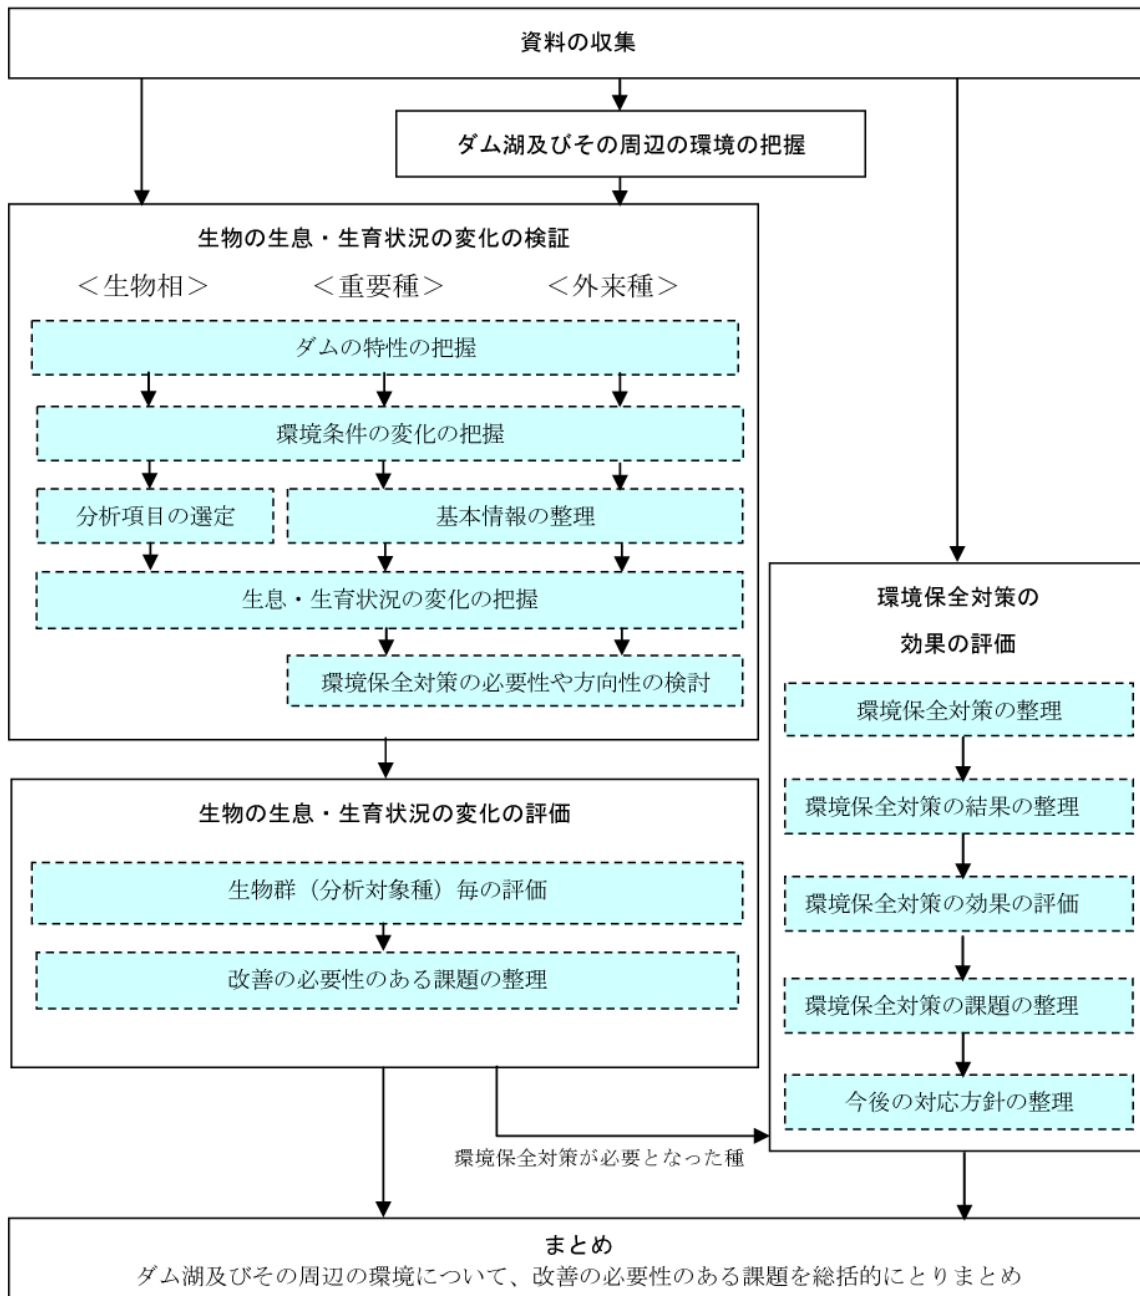 資料の収集
ダム湖及びその周辺の環境の把握
生物の生息・生育状況の変化の検証
＜生物相＞ ＜重要種＞ ＜外来種＞
ダムの特性の把握
環境条件の変化の把握
分析項目の選定 基本情報の整理
生息・生育状況の変化の把握
環境保全対策の必要性や方向性の検討
生物の生息・生育状況の変化の評価
生物群（分析対象種）毎の評価
改善の必要性のある課題の整理
環境保全対策の
効果の評価
環境保全対策の整理
環境保全対策の結果の整理
環境保全対策の効果の評価
環境保全対策の課題の整理
今後の対応方針の整理
環境保全対策が必要となった種
まとめ
ダム湖及びその周辺の環境について、改善の必要性のある課題を総括的にとりまとめ